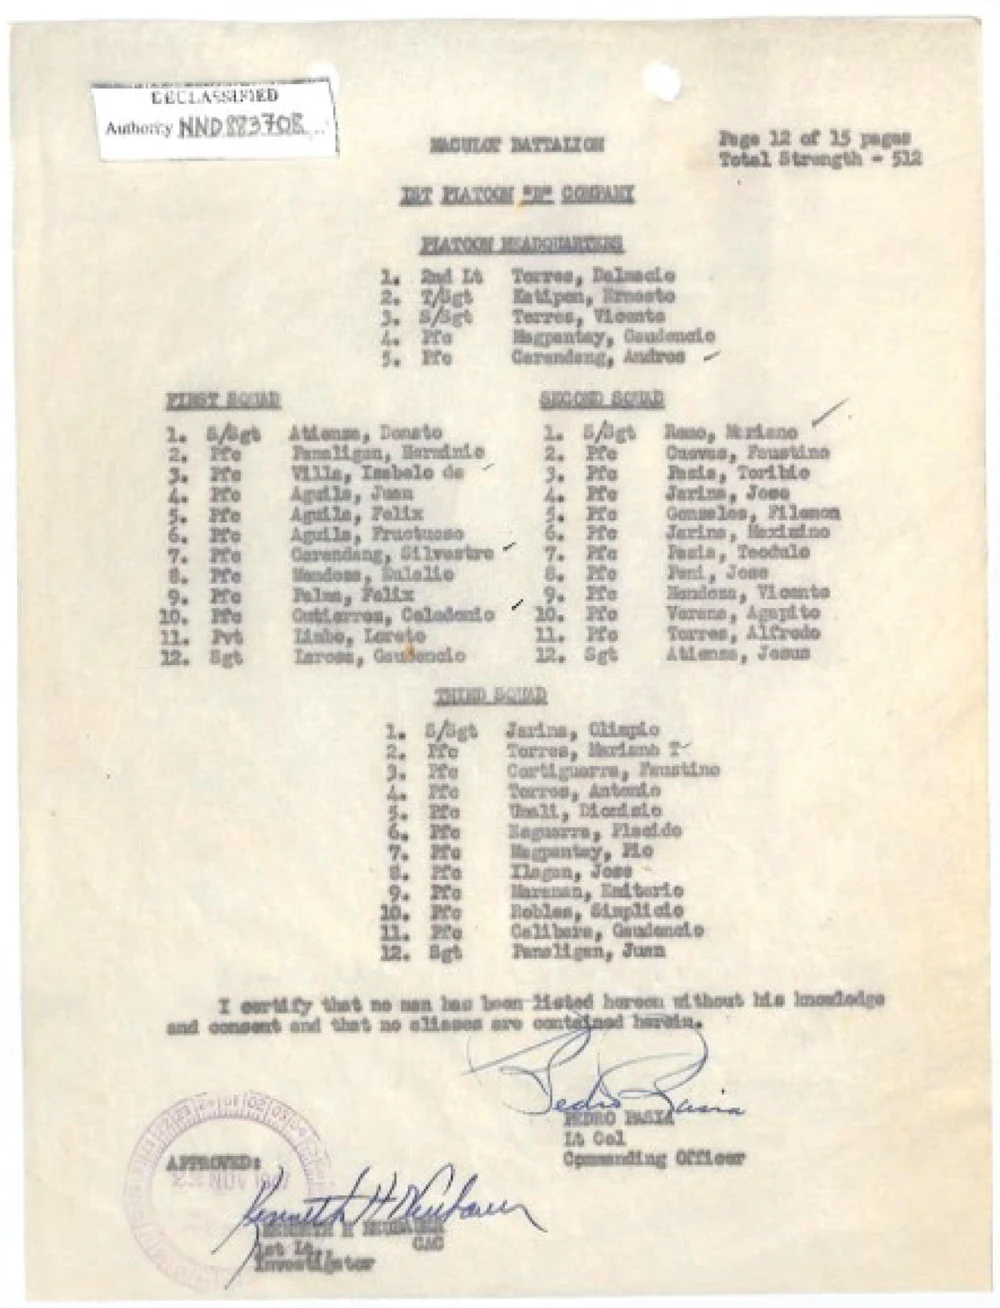 DECLASSIFIED
Authority NND 883708
MACULOT BATTALION
Page 12 of 15 pages
Total Strength - 512
1ST PLATOON COMPANY
PLATOON HEADQUARTERS
1. 2nd Lt Torres, Dalmacio
2. T/Sgt Katipon, Ernesto
3. S/Sgt Torres, Vicente
4. Pfc Magpantay, Gaudencio
5. Pfc Carandang, Andres
FIRST SQUAD
1. S/Sgt Atienza, Donato
2. Pfc Panaligan, Herminio
3. Pfc Villa, Isabelo de
4. Pfc Aguila, Juan
5. Pfc Aguila, Felix
6. Pfc Aguila, Fructuoso
7. Pfc Carandang, Silvestre
8. Pfc Mendoza, Eulalio
9. Pfc Palma, Felix
10. Pfc Gutierrez, Celedonio
11. Pvt Limbo, Loreto
12. Sgt Larosa, Gaudencio
SECOND SQUAD
1. S/Sgt Ramo, Mariano
2. Pfc Cuevas, Faustino
3. Pfc Pasia, Toribio
4. Pfc Jarina, Jose
5. Pfc Gonzales, Filemon
6. Pfc Jarina, Maximino
7. Pfc Pasia, Teodulo
8. Pfc Peni, Jose
9. Pfc Mendoza, Vicente
10. Pfc Verano, Agapito
11. Pfc Torres, Alfredo
12. Sgt Atienza, Jesus
THIRD SQUAD
1. S/Sgt Jarina, Olimpio
2. Pfc Torres, Mariano T
3. Pfc Cortiguerra, Faustino
4. Pfc Torres, Antonio
5. Pfc Umali, Dionisio
6. Pfc Esguerra, Placido
7. Pfc Magpantay, Pio
8. Pfc Ilagan, Jose
9. Pfc Maranan, Emiterio
10. Pfc Robles, Simplicio
11. Pfc Calibara, Gaudencio
12. Sgt Panaligan, Juan
I certify that no man has been listed hereon without his knowledge
and consent and that no aliases are contained herein.
Pedro Pasia
PEDRO PASIA
Lt Col
Commanding Officer
APPROVED:
Kenneth H Neubauer
KENNETH H NEUBAUER
1st Lt., CAC
Investigator